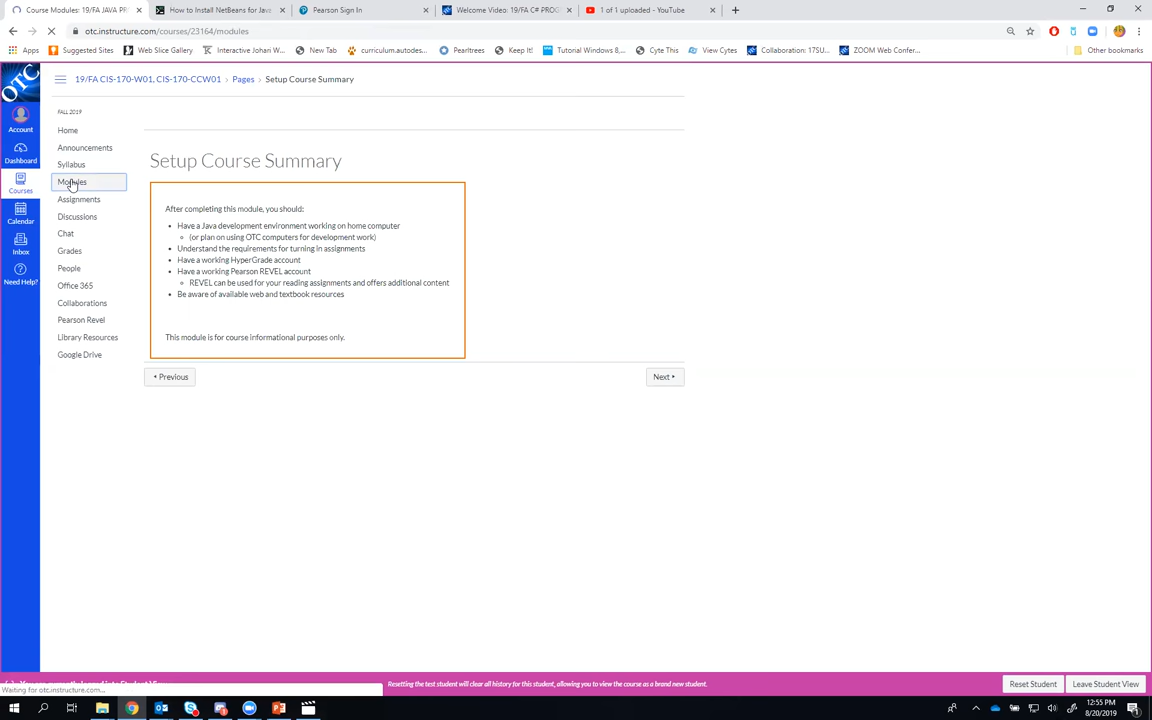 Course Modules: 19/FA JAVA PR
How to Install NetBeans for Java
Pearson Sign In
Welcome Video: 19/FA C# PROG
1 of 1 uploaded - YouTube
otc.instructure.com/courses/23164/modules
Apps
Suggested Sites
Web Slice Gallery
Interactive Johan W...
New Tab
curriculum.autodes...
Pearltrees
Keep It!
Tutorial Windows 8,...
Cyte This
View Cytes
Collaboration: 17SU...
ZOOM Web Confer...
Other bookmarks
OTC
19/FA CIS-170-W01, CIS-170-CCW01 › Pages › Setup Course Summary
FALL 2019
Account
Dashboard
Courses
Calendar
Inbox
Need Help?
Home
Announcements
Syllabus
Modules
Assignments
Discussions
Chat
Grades
People
Office 365
Collaborations
Pearson Revel
Library Resources
Google Drive
Setup Course Summary
After completing this module, you should:
Have a Java development environment working on home computer
(or plan on using OTC computers for development work)
Understand the requirements for turning in assignments
Have a working HyperGrade account
Have a working Pearson REVEL account
REVEL can be used for your reading assignments and offers additional content
Be aware of available web and textbook resources
This module is for course informational purposes only.
Previous
Next
Resetting the test student will clear all history for this student, allowing you to view the course as a brand new student.
Reset Student
Leave Student View
Waiting for otc.instructure.com...
12:55 PM
8/20/2019